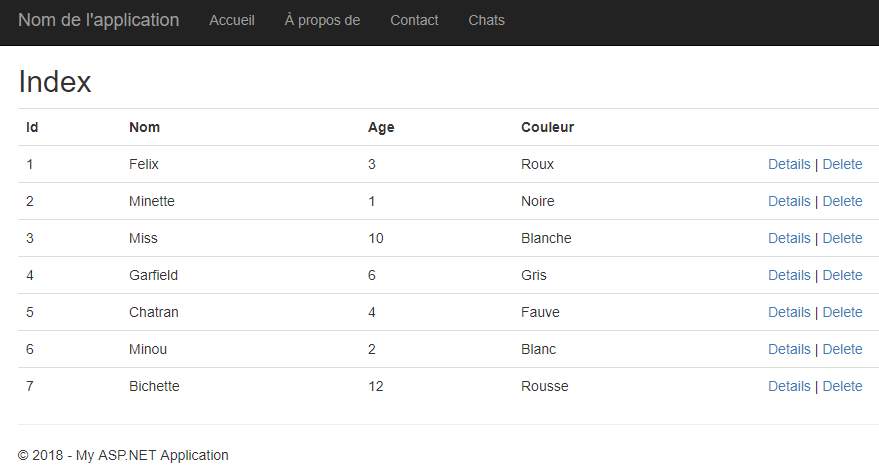 Nom de l'application Accueil À propos de Contact Chats
Index
Id Nom Age Couleur
1 Felix 3 Roux Details | Delete
2 Minette 1 Noire Details | Delete
3 Miss 10 Blanche Details | Delete
4 Garfield 6 Gris Details | Delete
5 Chatran 4 Fauve Details | Delete
6 Minou 2 Blanc Details | Delete
7 Bichette 12 Rousse Details | Delete
© 2018 - My ASP.NET Application